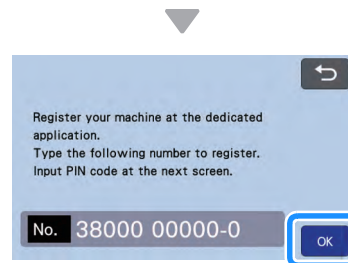 Register your machine at the dedicated
application.
Type the following number to register.
Input PIN code at the next screen.
No. 38000 00000-0
OK